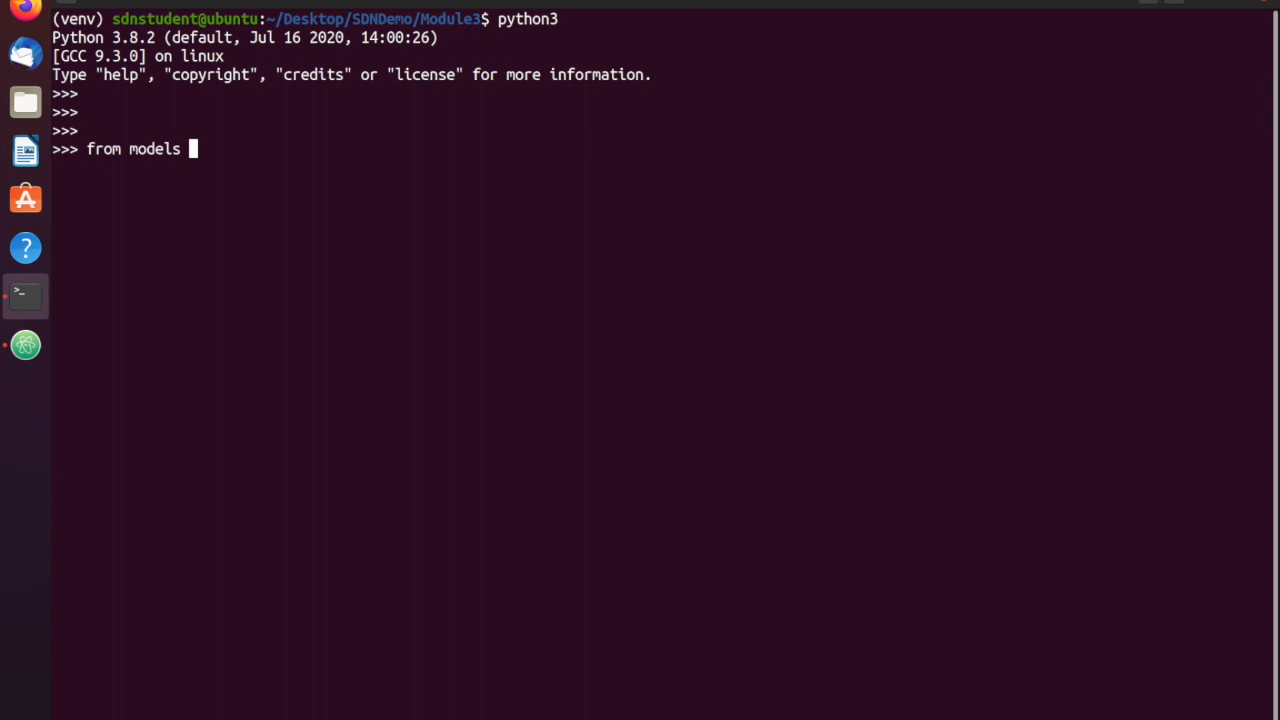 (venv) sdnstudent@ubuntu:~/Desktop/SDNDemo/Module3$ python3
Python 3.8.2 (default, Jul 16 2020, 14:00:26)
[GCC 9.3.0] on linux
Type "help", "copyright", "credits" or "license" for more information.
>>>
>>>
>>>
>>> from models